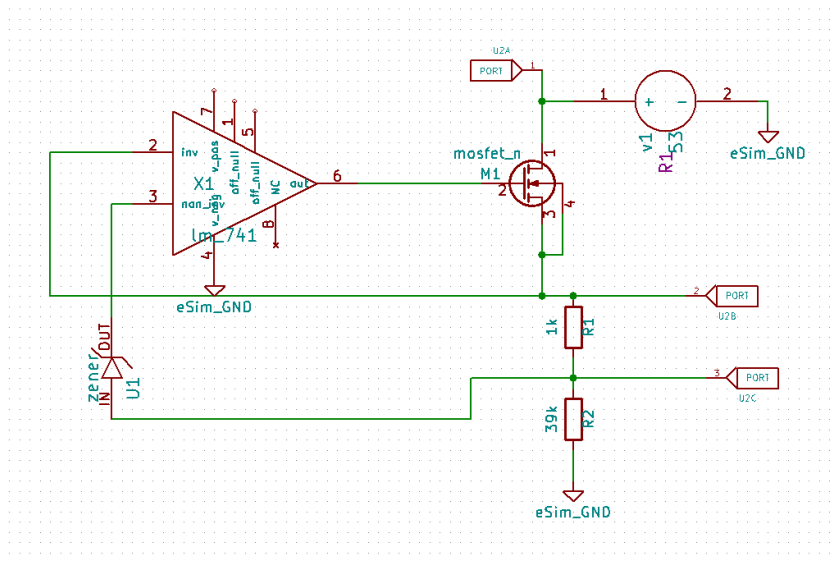 U2A
PORT
1
1
2
+
-
v1
53
R1
eSim_GND
7
1
5
v_pos
off_null
off_null
NC
2
inv
3
non_inv
v_neg
X1
out
6
8
4
lm_741
eSim_GND
mosfet_n
M1
1
2
3
4
2
PORT
U2B
1k
R1
3
PORT
U2C
39k
R2
eSim_GND
OUT
zener
IN
U1